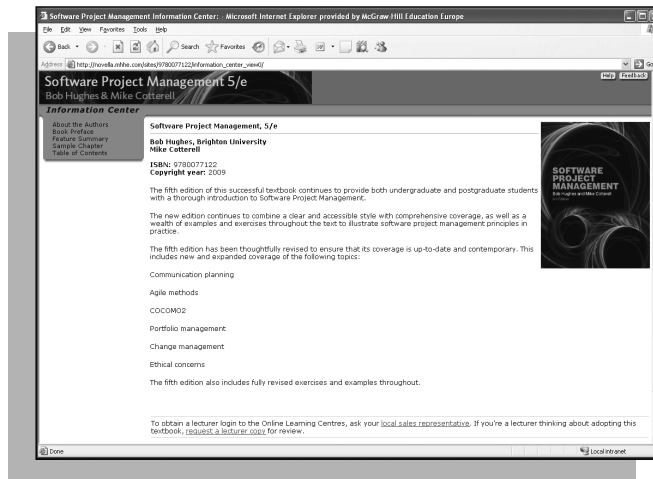 Software Project Management Information Center: - Microsoft Internet Explorer provided by McGraw-Hill Education Europe
File Edit View Favorites Tools Help
Back Search Favorites
Address http://novella.mhhe.com/sites/9780077122/information_center_view0/ Go
Help Feedback
Software Project Management 5/e
Bob Hughes & Mike Cotterell
Information Center
About the Authors
Book Preface
Feature Summary
Sample Chapter
Table of Contents
Software Project Management, 5/e
Bob Hughes, Brighton University
Mike Cotterell
ISBN: 9780077122
Copyright year: 2009
The fifth edition of this successful textbook continues to provide both undergraduate and postgraduate students
with a thorough introduction to Software Project Management.
The new edition continues to combine a clear and accessible style with comprehensive coverage, as well as a
wealth of examples and exercises throughout the text to illustrate software project management principles in
practice.
The fifth edition has been thoughtfully revised to ensure that its coverage is up-to-date and contemporary. This
includes new and expanded coverage of the following topics:
Communication planning
Agile methods
COCOMO2
Portfolio management
Change management
Ethical concerns
The fifth edition also includes fully revised exercises and examples throughout.
SOFTWARE
PROJECT
MANAGEMENT
Bob Hughes and Mike Cotterell
To obtain a lecturer login to the Online Learning Centres, ask your local sales representative. If you're a lecturer thinking about adopting this
textbook, request a lecturer copy for review.
Done Local intranet